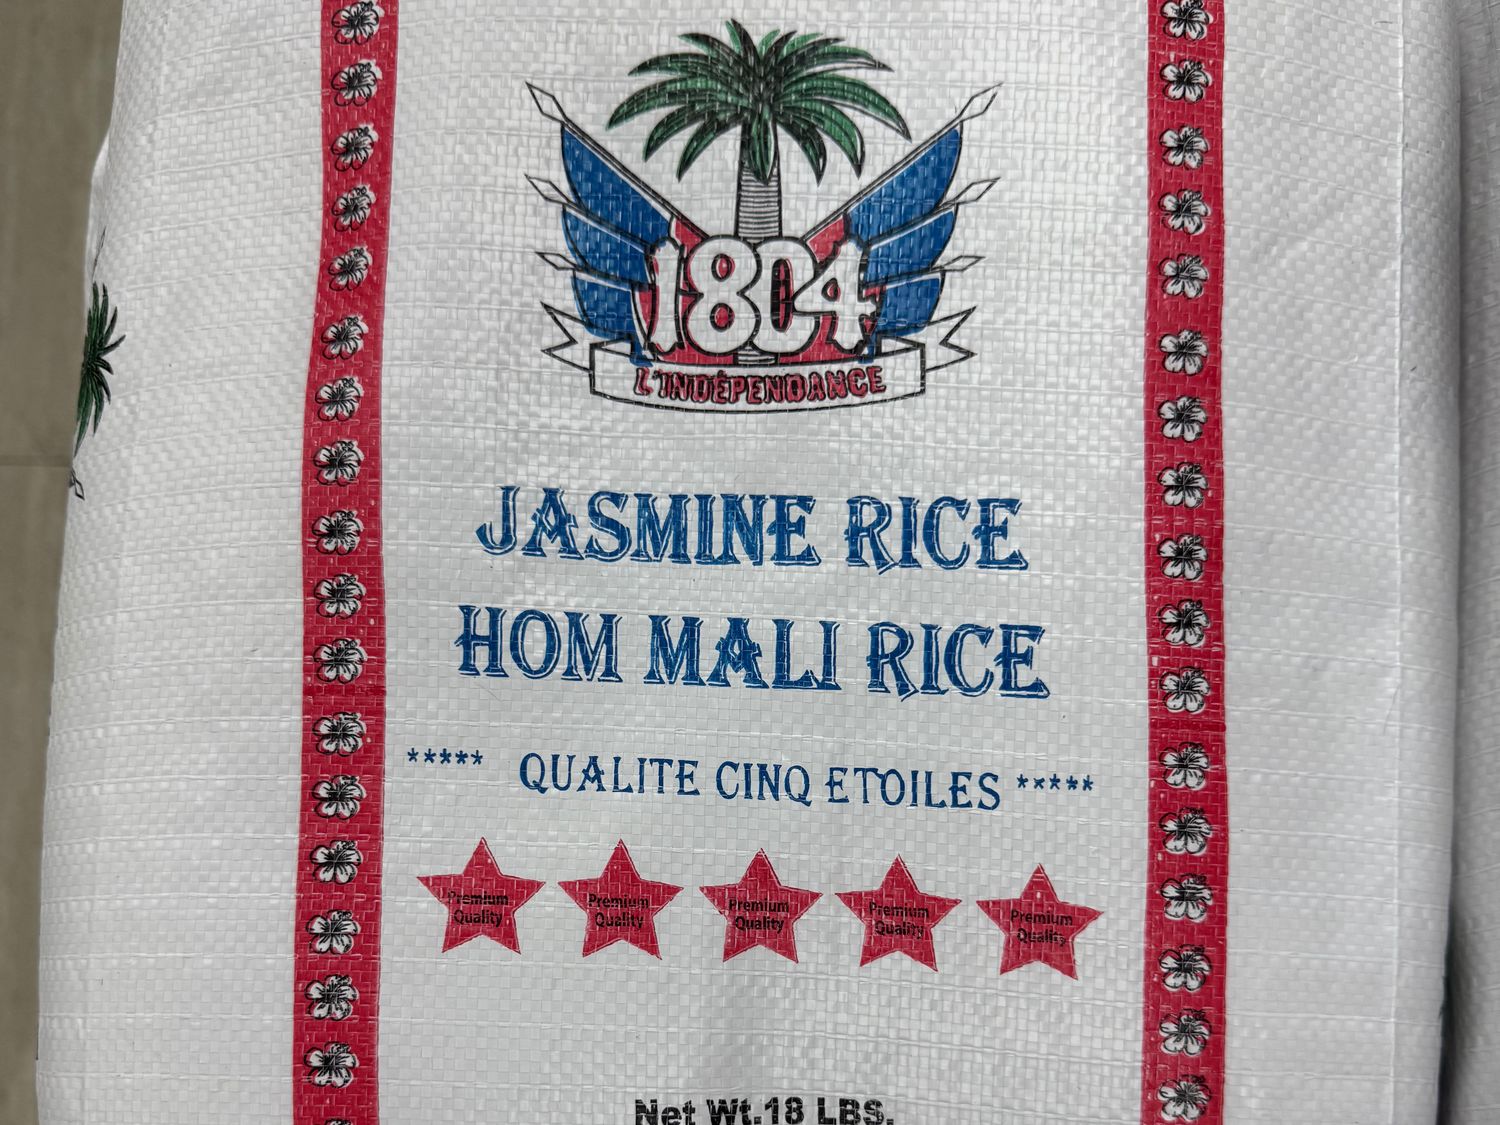 1804
L'INDÉPENDANCE
JASMINE RICE
HOM MALI RICE
***** QUALITE CINQ ETOILES *****
Premium Quality
Premium Quality
Premium Quality
Premium Quality
Premium Quality
Net Wt.18 LBS.